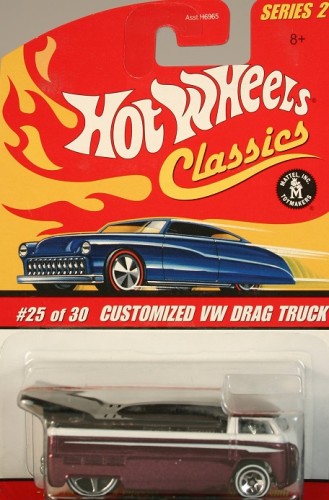 SERIES 2
Asst.H6965
8+
Hot Wheels
Classics
MATTEL, INC.
M
TOYMAKERS
#25 of 30 CUSTOMIZED VW DRAG TRUCK